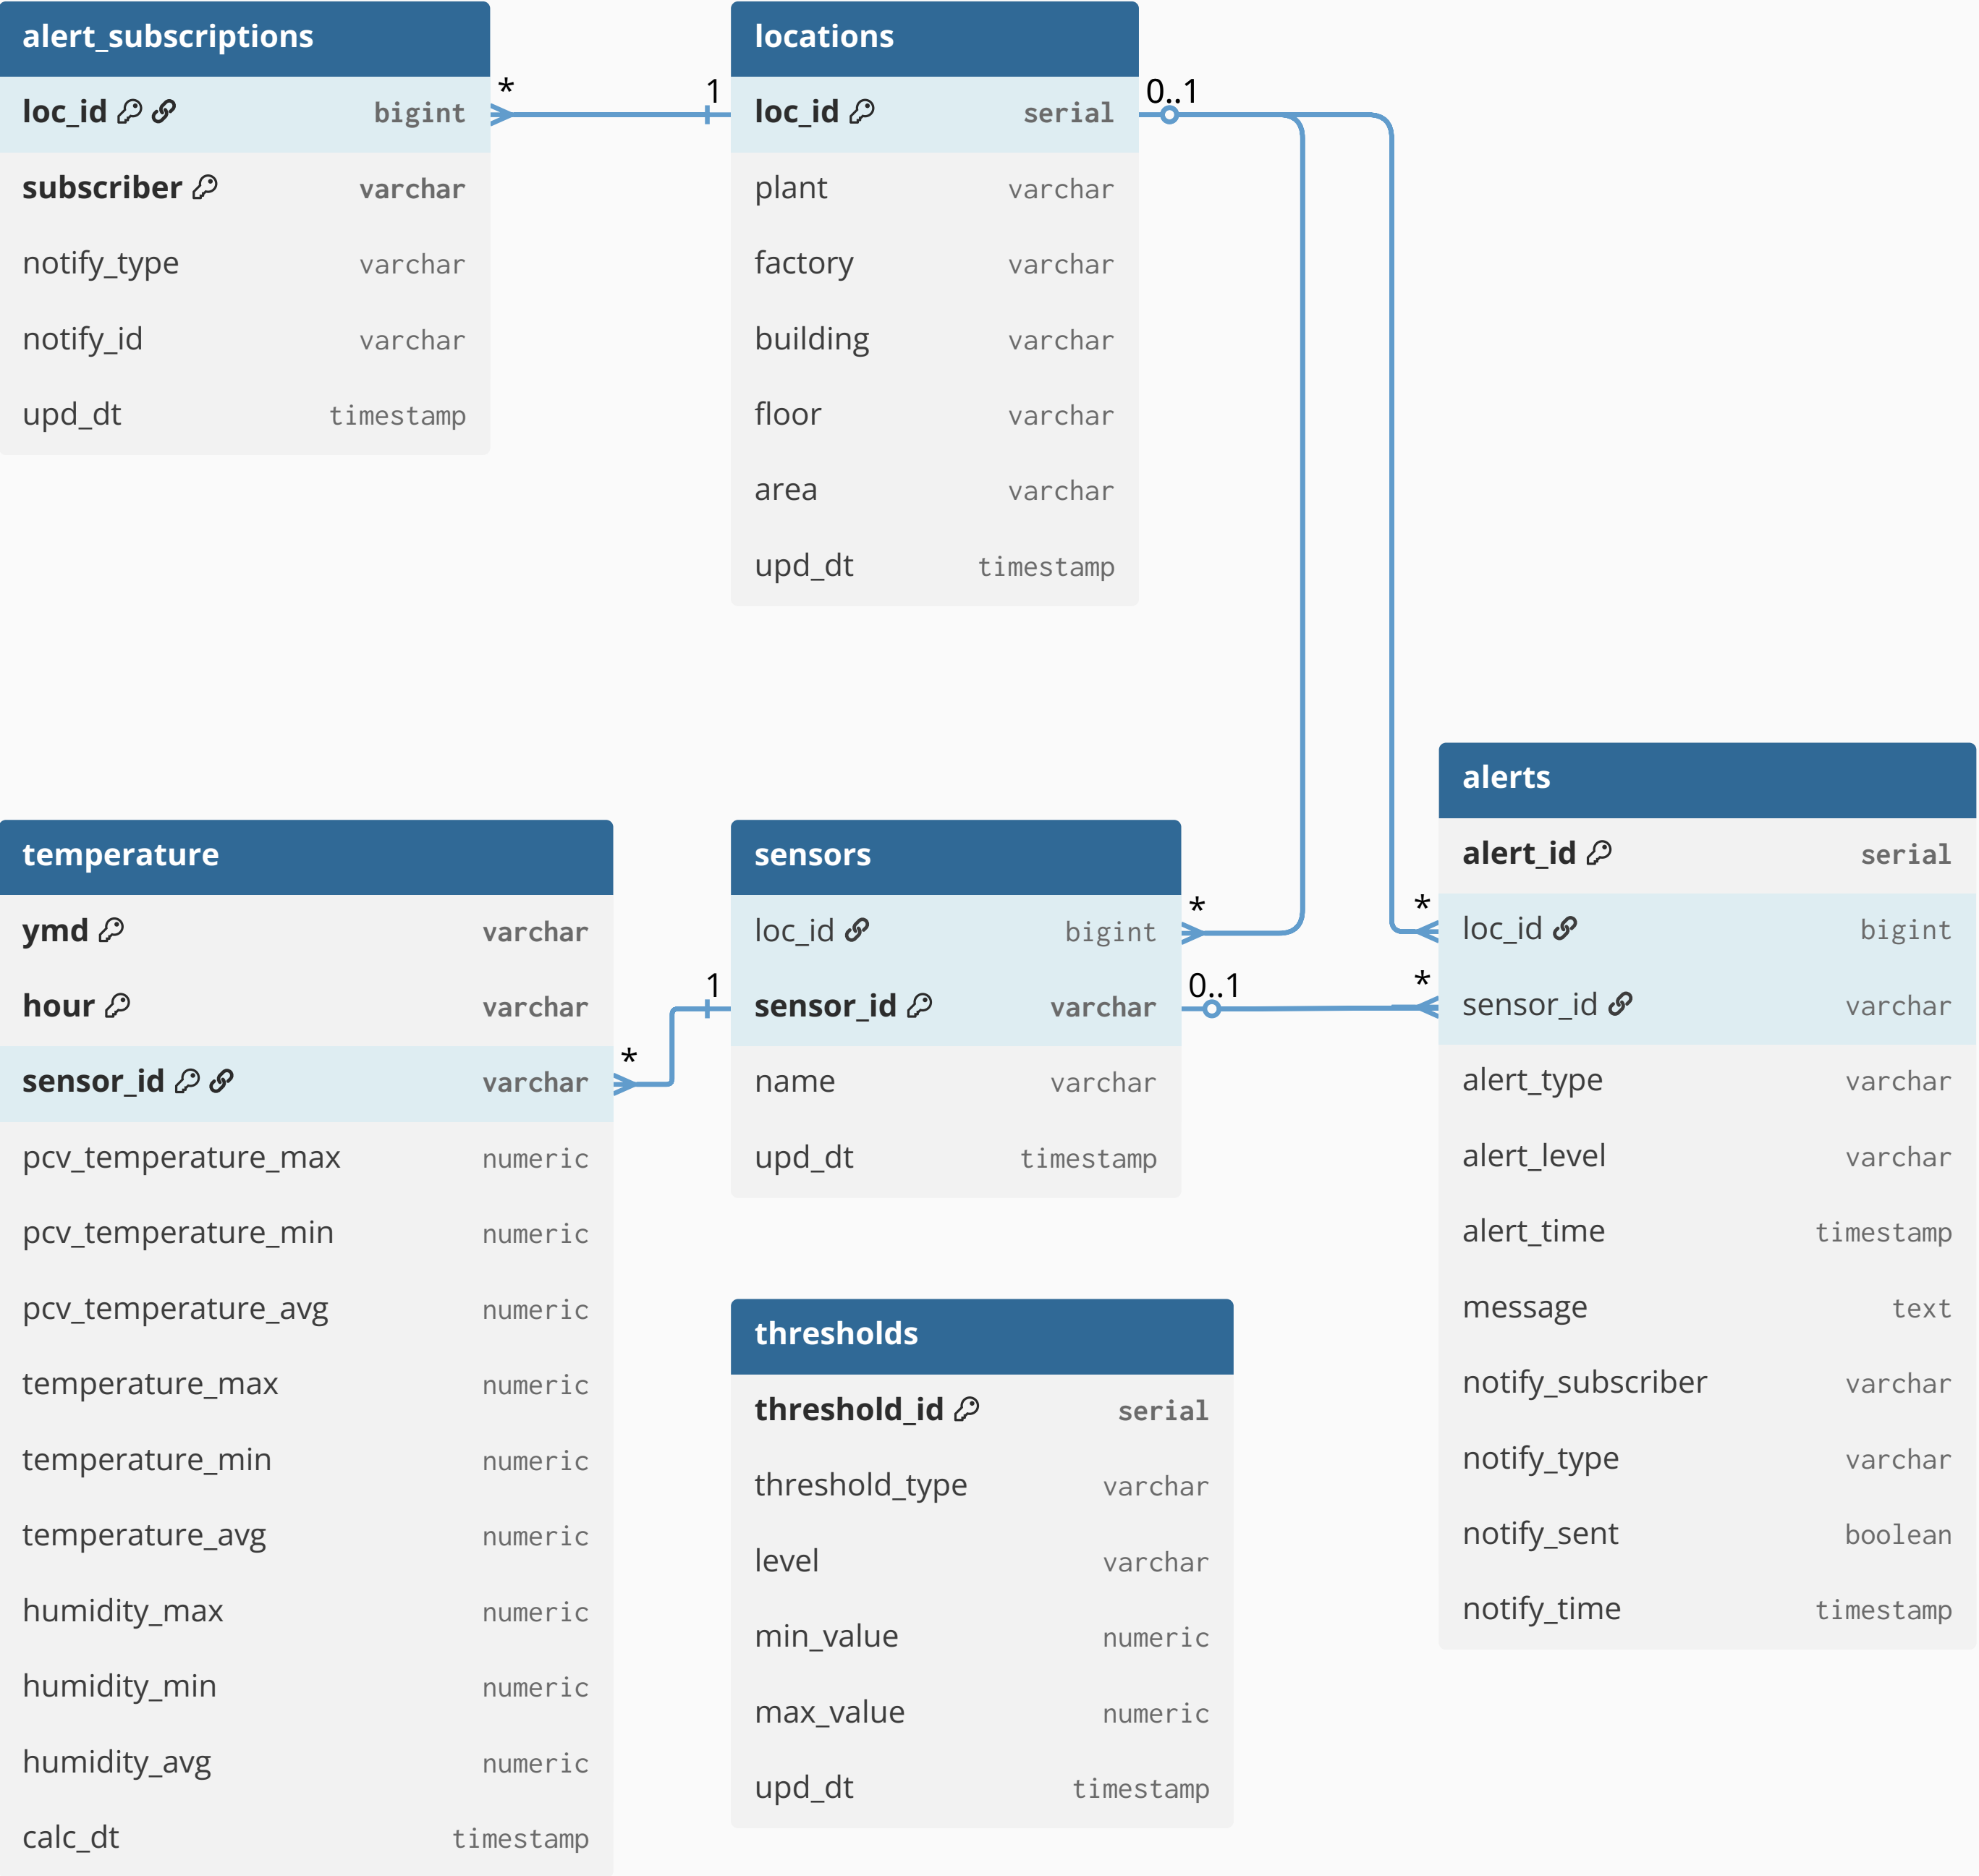 alert_subscriptions
loc_id bigint
subscriber varchar
notify_type varchar
notify_id varchar
upd_dt timestamp
* 1
locations
loc_id serial
plant varchar
factory varchar
building varchar
floor varchar
area varchar
upd_dt timestamp
0..1
temperature
ymd varchar
hour varchar
sensor_id varchar
pcv_temperature_max numeric
pcv_temperature_min numeric
pcv_temperature_avg numeric
temperature_max numeric
temperature_min numeric
temperature_avg numeric
humidity_max numeric
humidity_min numeric
humidity_avg numeric
calc_dt timestamp
* 1
sensors
loc_id bigint
sensor_id varchar
name varchar
upd_dt timestamp
* *
0..1 *
thresholds
threshold_id serial
threshold_type varchar
level varchar
min_value numeric
max_value numeric
upd_dt timestamp
alerts
alert_id serial
loc_id bigint
sensor_id varchar
alert_type varchar
alert_level varchar
alert_time timestamp
message text
notify_subscriber varchar
notify_type varchar
notify_sent boolean
notify_time timestamp